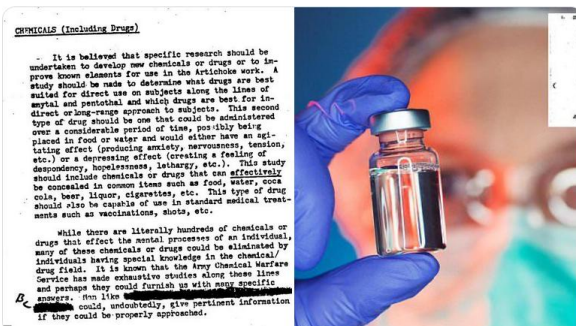 CHEMICALS (Including Drugs)
- It is believed that specific research should be
undertaken to develop new chemicals or drugs or to im-
prove known elements for use in the Artichoke work. A
study should be made to determine what drugs are best
suited for direct use on subjects along the lines of
amytal and pentothal and which drugs are best for in-
direct or long-range approach to subjects. This second
type of drug should be one that could be administered
over a considerable period of time, possibly being
placed in food or water and would either have an agi-
tating effect (producing anxiety, nervousness, tension,
etc.) or a depressing effect (creating a feeling of
despondency, hopelessness, lethargy, etc.). This study
should include chemicals or drugs that can effectively
be concealed in common items such as food, water, coca
cola, beer, liquor, cigarettes, etc. This type of drug
should also be capable of use in standard medical treat-
ments such as vaccinations, shots, etc.
While there are literally hundreds of chemicals or
drugs that effect the mental processes of an individual,
many of these chemicals or drugs could be eliminated by
individuals having special knowledge in the chemical/
drug field. It is known that the Army Chemical Warfare
Service has made exhaustive studies along these lines
and perhaps they could furnish us with many specific
answers. Men like
B
could, undoubtedly, give pertinent information
if they could be properly approached.